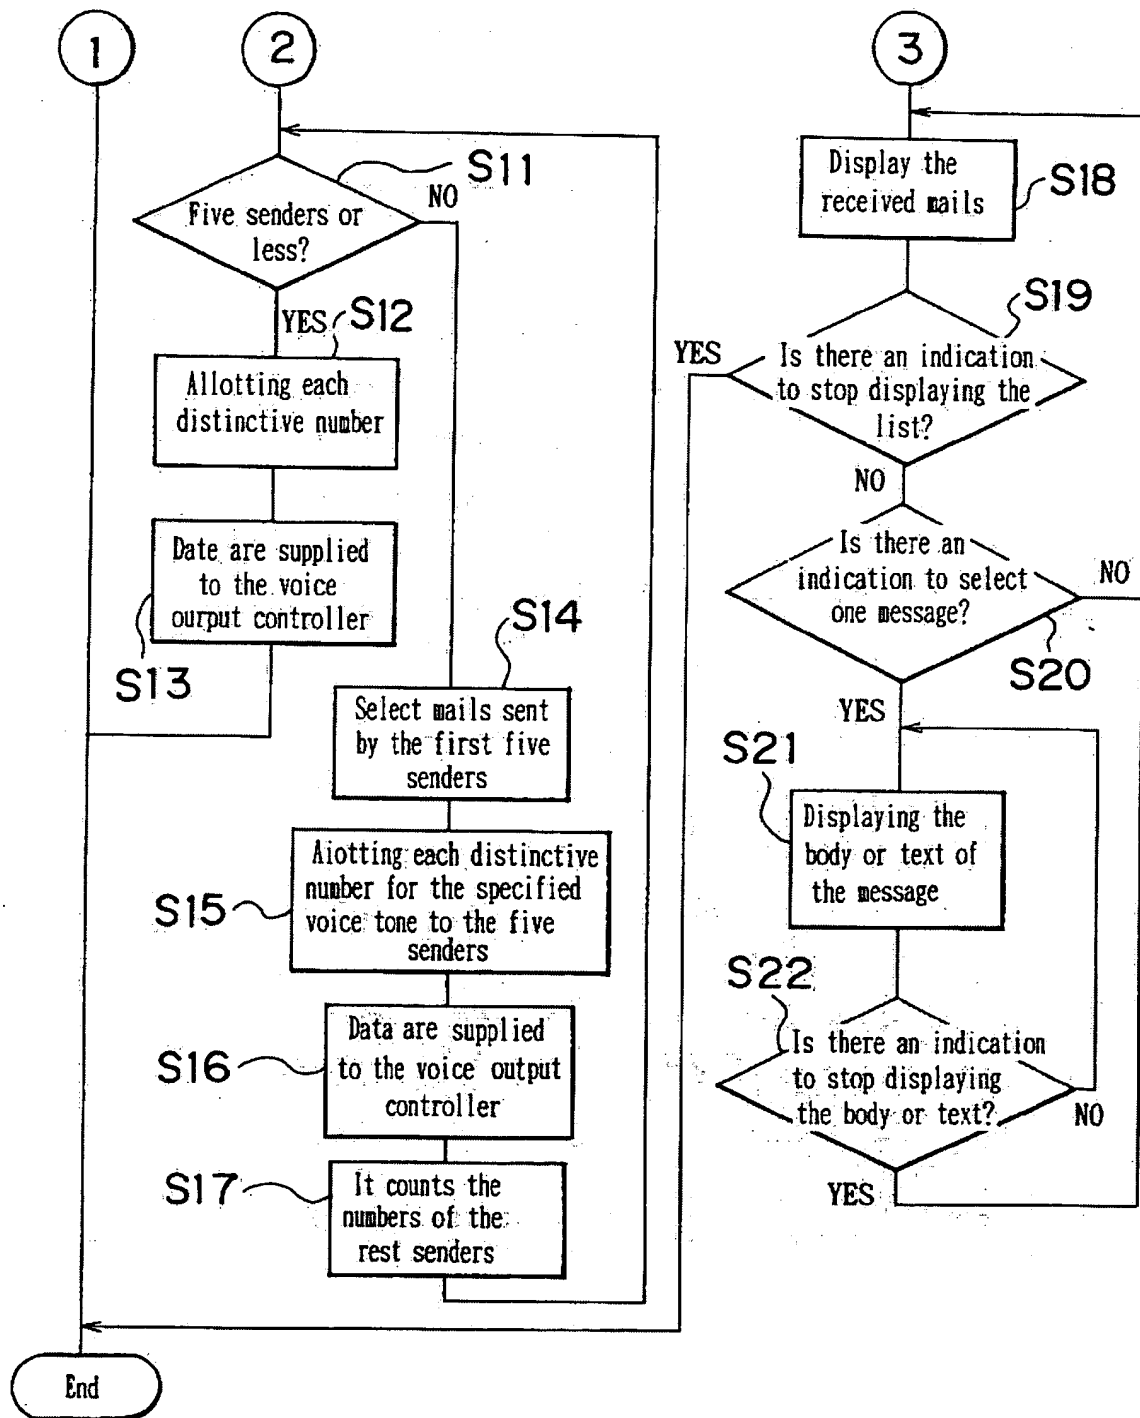 1
2
3
S11
NO
Five senders or
less?
YES
S12
Allotting each
distinctive number
Date are supplied
to the voice
ourput controller
S13
S14
Select mails sent
by the first five
senders
Aiotting each distinctive
number for the specified
voice tone to the five
senders
S15
Data are supplied
to the voice output
controller
S16
S17
It counts the
numbers of the
rest senders
End
Display the
received mails
S18
S19
YES
Is there an indication
to stop displaying the
list?
NO
Is there an
indication to select
one message?
NO
S20
YES
S21
Displaying the
body or text of
the message
S22
Is there an indication
to stop displaying
the body or text?
NO
YES